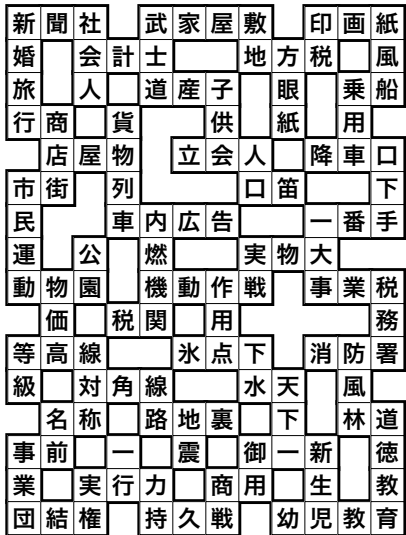 新聞社 武家屋敷 印画紙
婚 会計士 地方税 風
旅 人 道産子 眼 乗船
行商 貨 供 紙 用
店屋物 立会人 降車口
市街 列 口笛 下
民 車内広告 一番手
運 公 燃 実物大
動物園 機動作戦 事業税
価 税関 用 務
等高線 氷点下 消防署
級 対角線 水天 風
名称 路地裏 下 林道
事前 一 震 御一新 徳
業 実行力 商用 生 教
団結権 持久戦 幼児教育